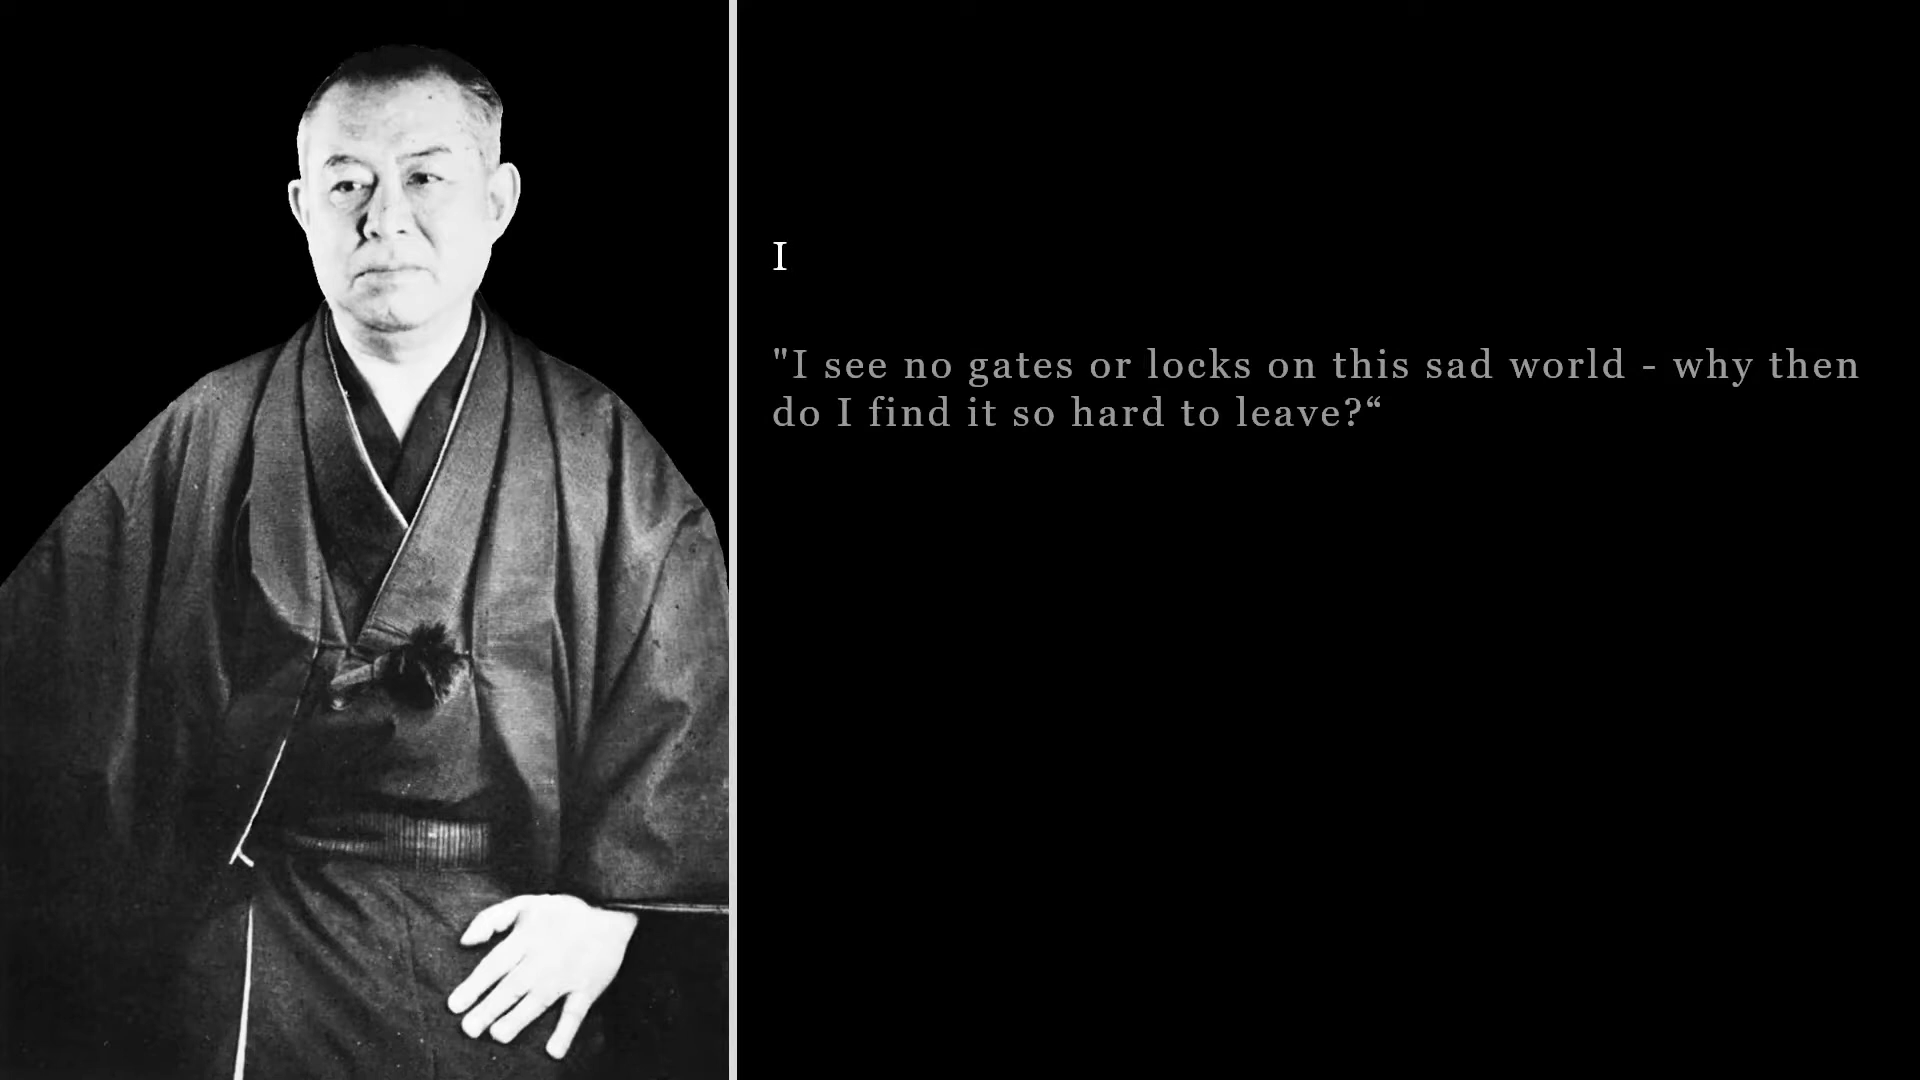 I
"I see no gates or locks on this sad world - why then
do I find it so hard to leave?“